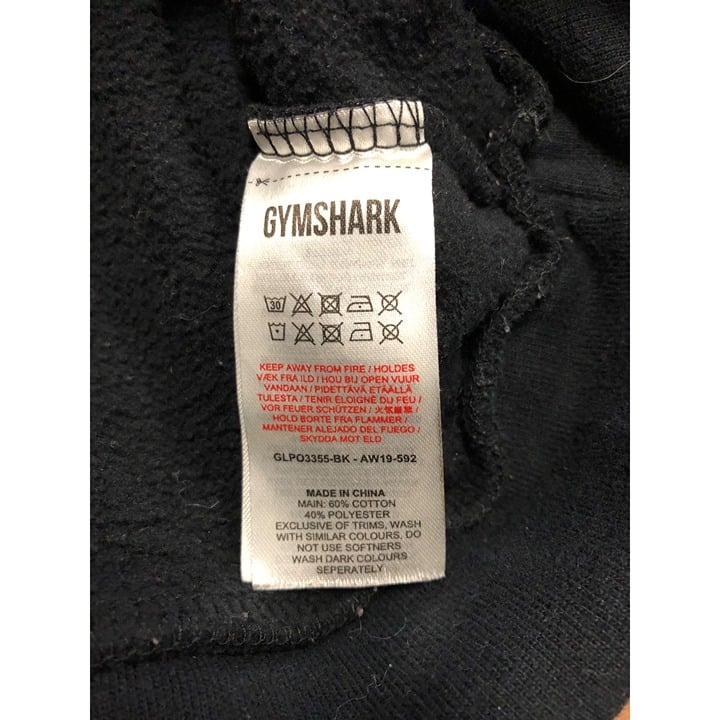 GYMSHARK
30
KEEP AWAY FROM FIRE / HOLDES
VÆK FRA ILD / HOU BIJ OPEN VUUR
VANDAAN / PIDETTÄVÄ ETÄÄLLÄ
TULESTA / TENIR ÉLOIGNÉ DU FEU /
VOR FEUER SCHÜTZEN / 火気厳禁 /
HOLD BORTE FRA FLAMMER /
MANTENER ALEJADO DEL FUEGO /
SKYDDA MOT ELD
GLPO3355-BK - AW19-592
MADE IN CHINA
MAIN: 60% COTTON
40% POLYESTER
EXCLUSIVE OF TRIMS, WASH
WITH SIMILAR COLOURS, DO
NOT USE SOFTNERS
WASH DARK COLOURS
SEPERATELY